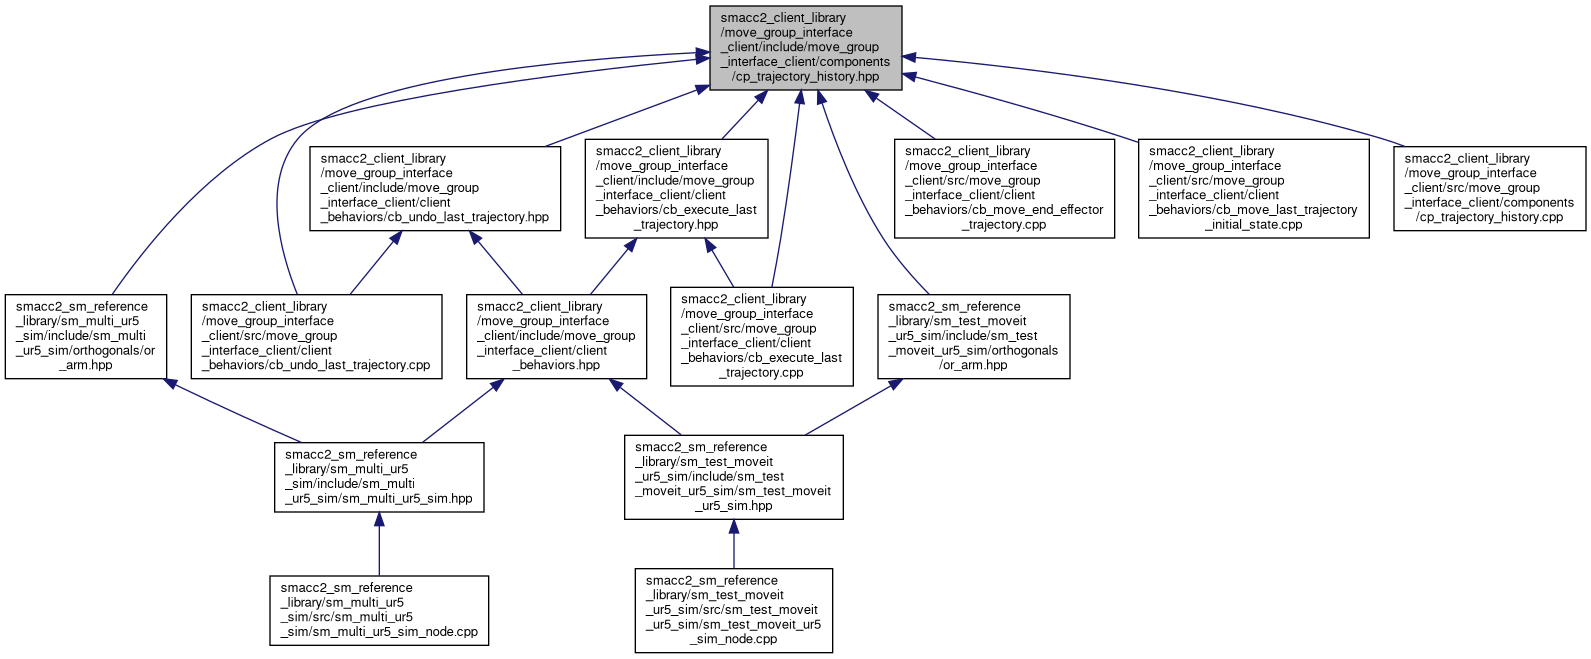 smacc2_client_library
/move_group_interface
_client/include/move_group
_interface_client/components
/cp_trajectory_history.hpp
smacc2_client_library
/move_group_interface
_client/include/move_group
_interface_client/client
_behaviors/cb_undo_last_trajectory.hpp
smacc2_client_library
/move_group_interface
_client/include/move_group
_interface_client/client
_behaviors/cb_execute_last
_trajectory.hpp
smacc2_client_library
/move_group_interface
_client/src/move_group
_interface_client/client
_behaviors/cb_move_end_effector
_trajectory.cpp
smacc2_client_library
/move_group_interface
_client/src/move_group
_interface_client/client
_behaviors/cb_move_last_trajectory
_initial_state.cpp
smacc2_client_library
/move_group_interface
_client/src/move_group
_interface_client/components
/cp_trajectory_history.cpp
smacc2_sm_reference
_library/sm_multi_ur5
_sim/include/sm_multi
_ur5_sim/orthogonals/or
_arm.hpp
smacc2_client_library
/move_group_interface
_client/src/move_group
_interface_client/client
_behaviors/cb_undo_last_trajectory.cpp
smacc2_client_library
/move_group_interface
_client/include/move_group
_interface_client/client
_behaviors.hpp
smacc2_client_library
/move_group_interface
_client/src/move_group
_interface_client/client
_behaviors/cb_execute_last
_trajectory.cpp
smacc2_sm_reference
_library/sm_test_moveit
_ur5_sim/include/sm_test
_moveit_ur5_sim/orthogonals
/or_arm.hpp
smacc2_sm_reference
_library/sm_multi_ur5
_sim/include/sm_multi
_ur5_sim/sm_multi_ur5_sim.hpp
smacc2_sm_reference
_library/sm_test_moveit
_ur5_sim/include/sm_test
_moveit_ur5_sim/sm_test_moveit
_ur5_sim.hpp
smacc2_sm_reference
_library/sm_multi_ur5
_sim/src/sm_multi_ur5
_sim/sm_multi_ur5_sim_node.cpp
smacc2_sm_reference
_library/sm_test_moveit
_ur5_sim/src/sm_test_moveit
_ur5_sim/sm_test_moveit_ur5
_sim_node.cpp